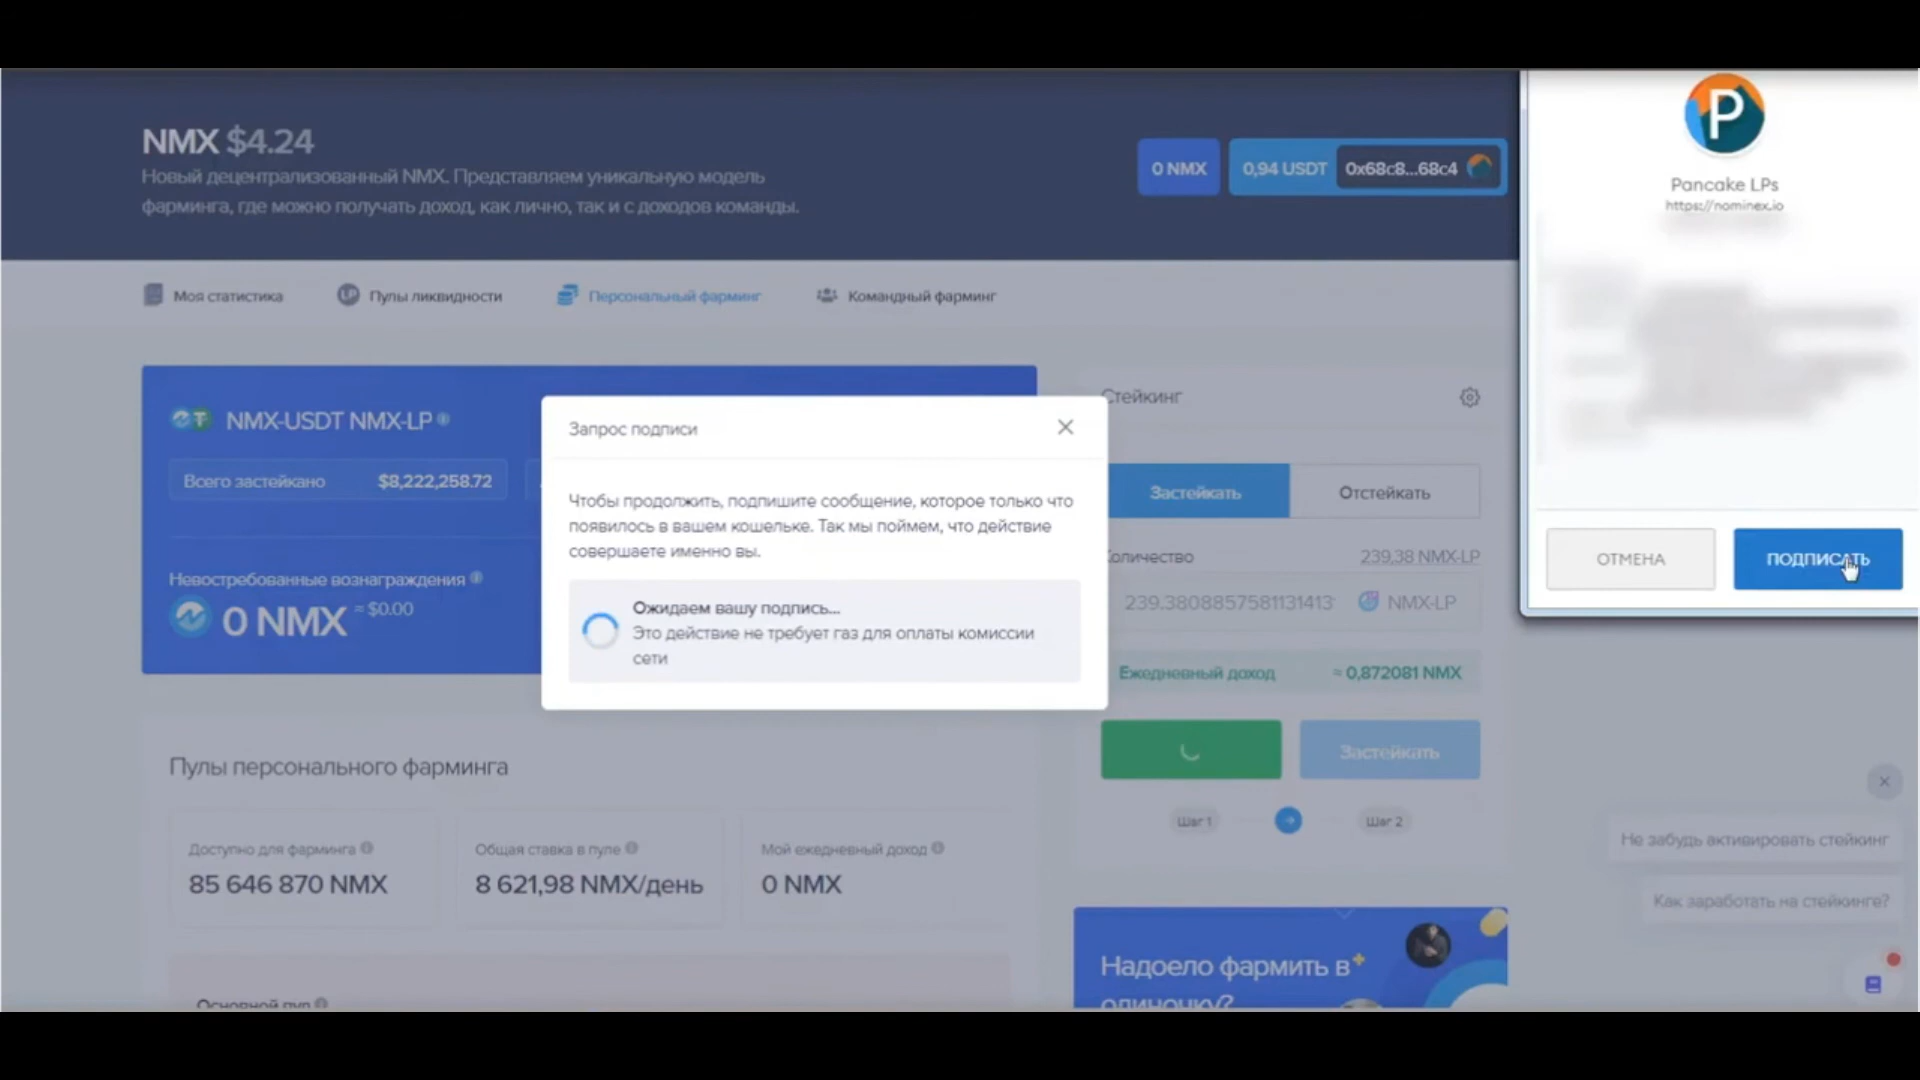 NMX $4.24
Новый децентрализованный NMX. Представляем уникальную модель
фарминга, где можно получать доход, как лично, так и с доходов команды.
0 NMX
0,94 USDT
0x68c8...68c4
Моя статистика
Пулы ликвидности
Персональный фарминг
Командный фарминг
NMX-USDT NMX-LP
Всего застейкано
$8,222,258.72
Невостребованные вознаграждения
0 NMX
≈ $0.00
Запрос подписи
Чтобы продолжить, подпишите сообщение, которое только что
появилось в вашем кошельке. Так мы поймем, что действие
совершаете именно вы.
Ожидаем вашу подпись...
Это действие не требует газ для оплаты комиссии
сети
Стейкинг
Застейкать
Отстейкать
Количество
239,38 NMX-LP
239.3808857581131413
NMX-LP
Ежедневный доход
≈ 0,872081 NMX
Застейкать
Шаг 1
Шаг 2
Пулы персонального фарминга
Доступно для фарминга
85 646 870 NMX
Общая ставка в пуле
8 621,98 NMX/день
Мой ежедневный доход
0 NMX
Основной пул
Надоело фармить в
одиночку?
P
Pancake LPs
https://nominex.io
ОТМЕНА
ПОДПИСАТЬ
Не забудь активировать стейкинг
Как заработать на стейкинге?